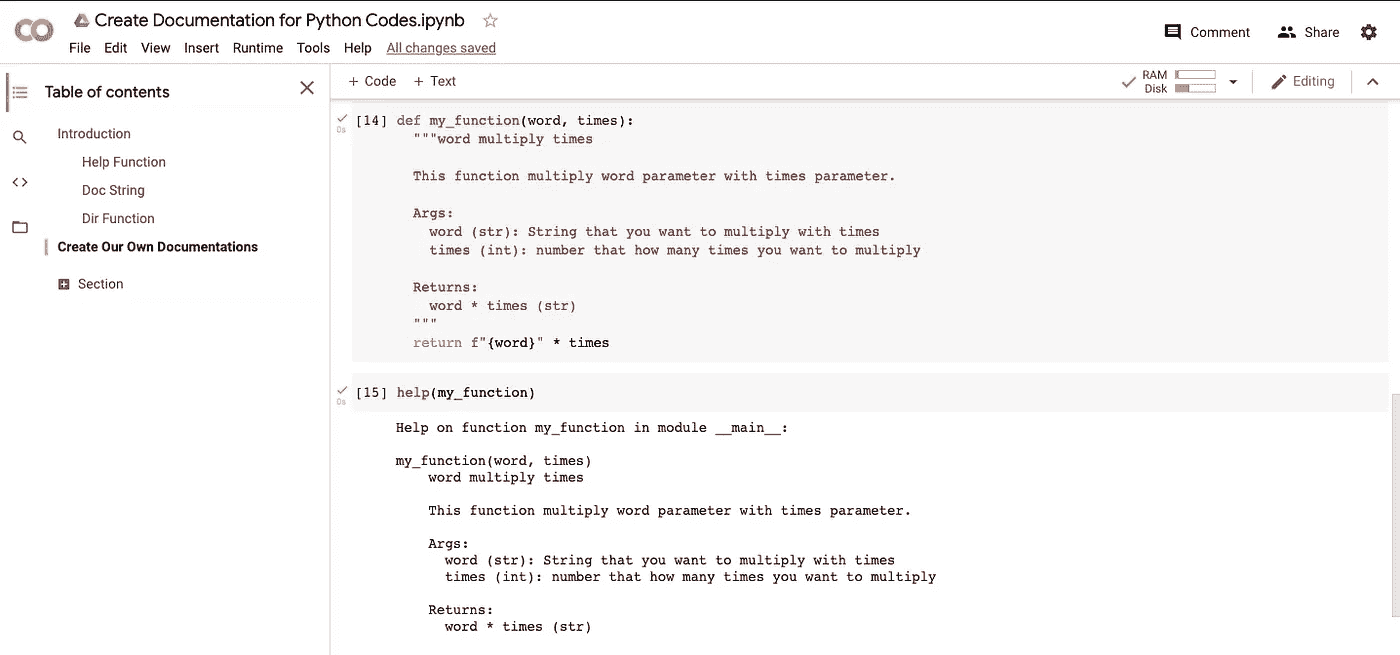 CO
Create Documentation for Python Codes.ipynb
File Edit View Insert Runtime Tools Help All changes saved
Comment Share
Table of contents
Introduction
Help Function
Doc String
Dir Function
Create Our Own Documentations
Section
+ Code + Text
RAM
Disk
Editing
0s
[14] def my_function(word, times):
"""word multiply times
This function multiply word parameter with times parameter.
Args:
word (str): String that you want to multiply with times
times (int): number that how many times you want to multiply
Returns:
word * times (str)
"""
return f"{word}" * times
0s
[15] help(my_function)
Help on function my_function in module __main__:
my_function(word, times)
word multiply times
This function multiply word parameter with times parameter.
Args:
word (str): String that you want to multiply with times
times (int): number that how many times you want to multiply
Returns:
word * times (str)